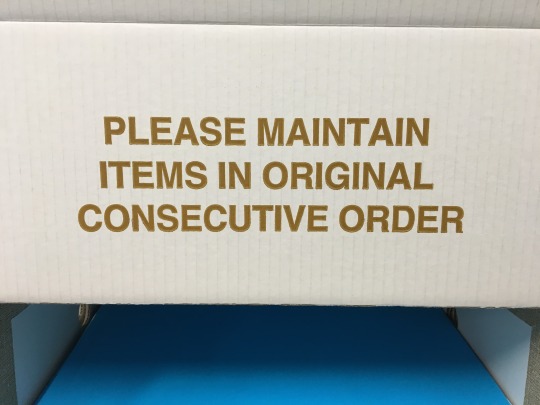 PLEASE MAINTAIN
ITEMS IN ORIGINAL
CONSECUTIVE ORDER